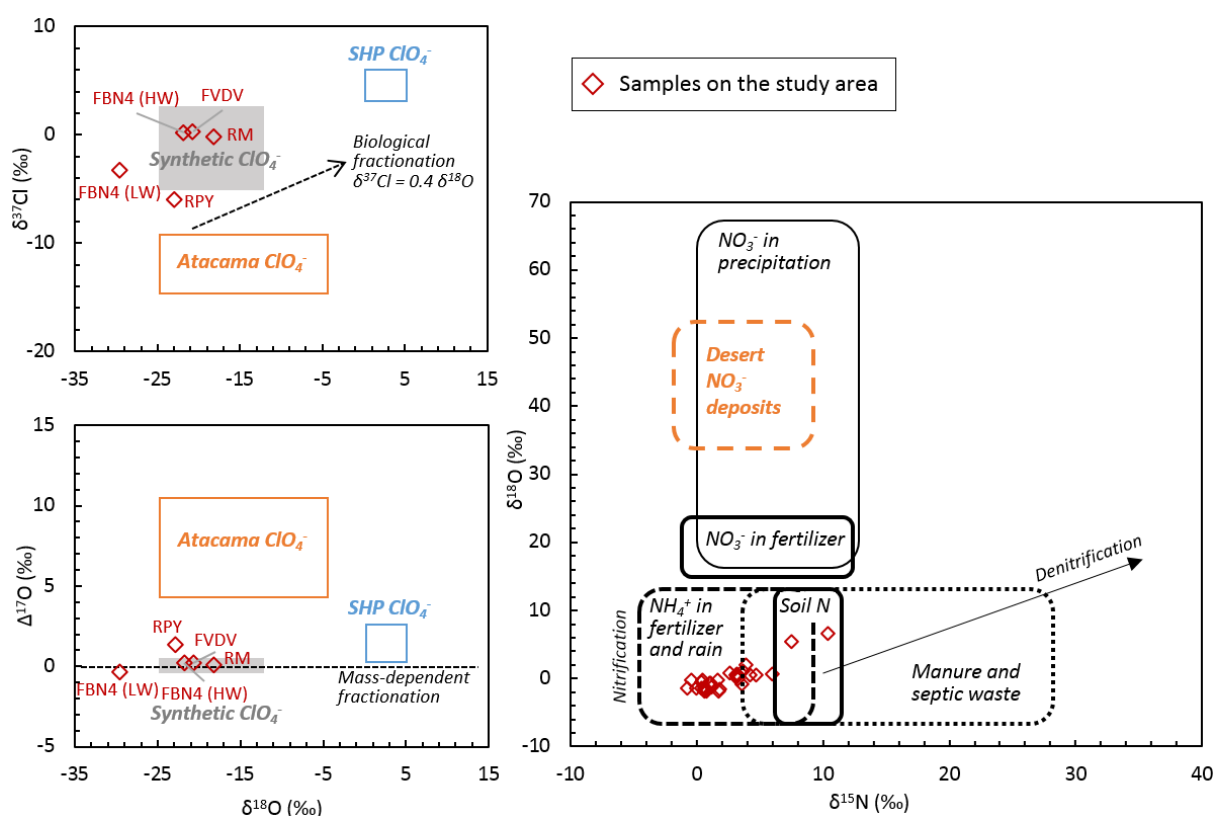 10
0
-10
-20
-35
-25
-15
-5
5
15
δ³⁷Cl (‰)
SHP ClO₄⁻
FBN4 (HW)
FVDV
RM
Synthetic ClO₄⁻
FBN4 (LW)
RPY
Biological
fractionation
δ³⁷Cl = 0.4 δ¹⁸O
Atacama ClO₄⁻
15
10
5
0
-5
-35
-25
-15
-5
5
15
Δ¹⁷O (‰)
δ¹⁸O (‰)
Atacama ClO₄⁻
SHP ClO₄⁻
RPY
FVDV
RM
FBN4 (LW)
FBN4 (HW)
Synthetic ClO₄⁻
Mass-dependent
fractionation
Samples on the study area
70
60
50
40
30
20
10
0
-10
-10
0
10
20
30
40
δ¹⁸O (‰)
δ¹⁵N (‰)
NO₃⁻ in
precipitation
Desert
NO₃⁻
deposits
NO₃⁻ in fertilizer
Nitrification
NH₄⁺ in
fertilizer
and rain
Soil N
Manure and
septic waste
Denitrification